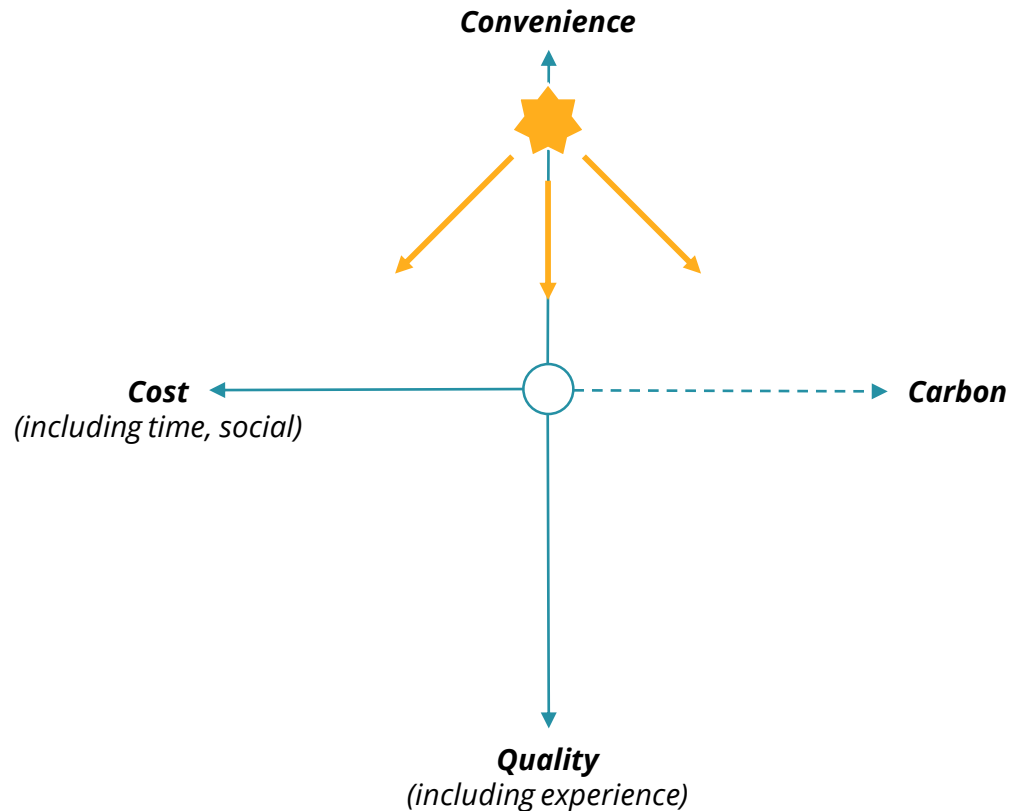 Convenience
Cost
(including time, social)
Carbon
Quality
(including experience)